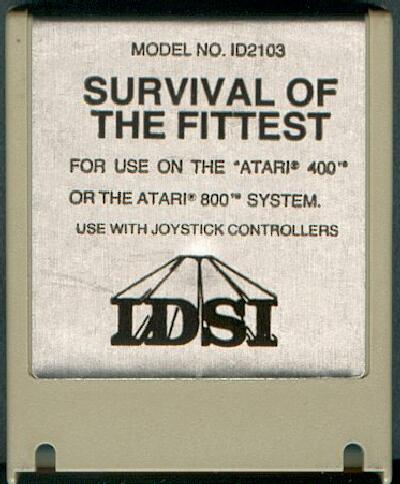 MODEL NO. ID2103
SURVIVAL OF
THE FITTEST
FOR USE ON THE "ATARI® 400™
OR THE ATARI® 800™ SYSTEM.
USE WITH JOYSTICK CONTROLLERS
IDSI